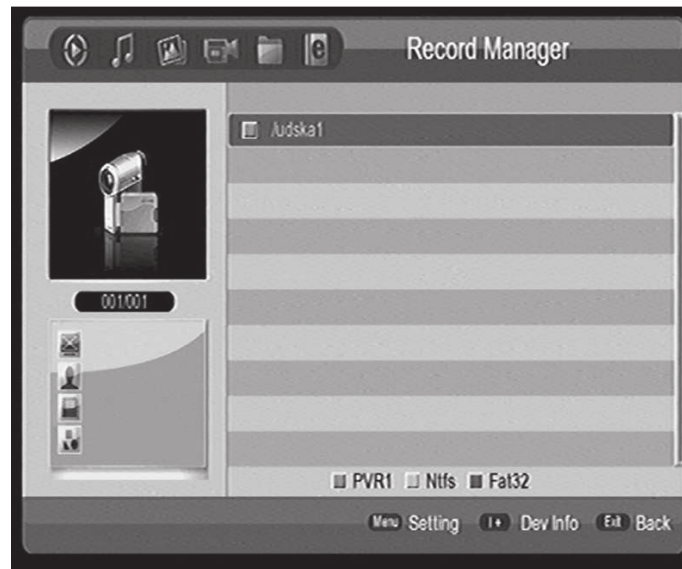 Record Manager
/udska1
001/001
PVR1 Ntfs Fat32
Menu Setting I+ Dev Info Exit Back